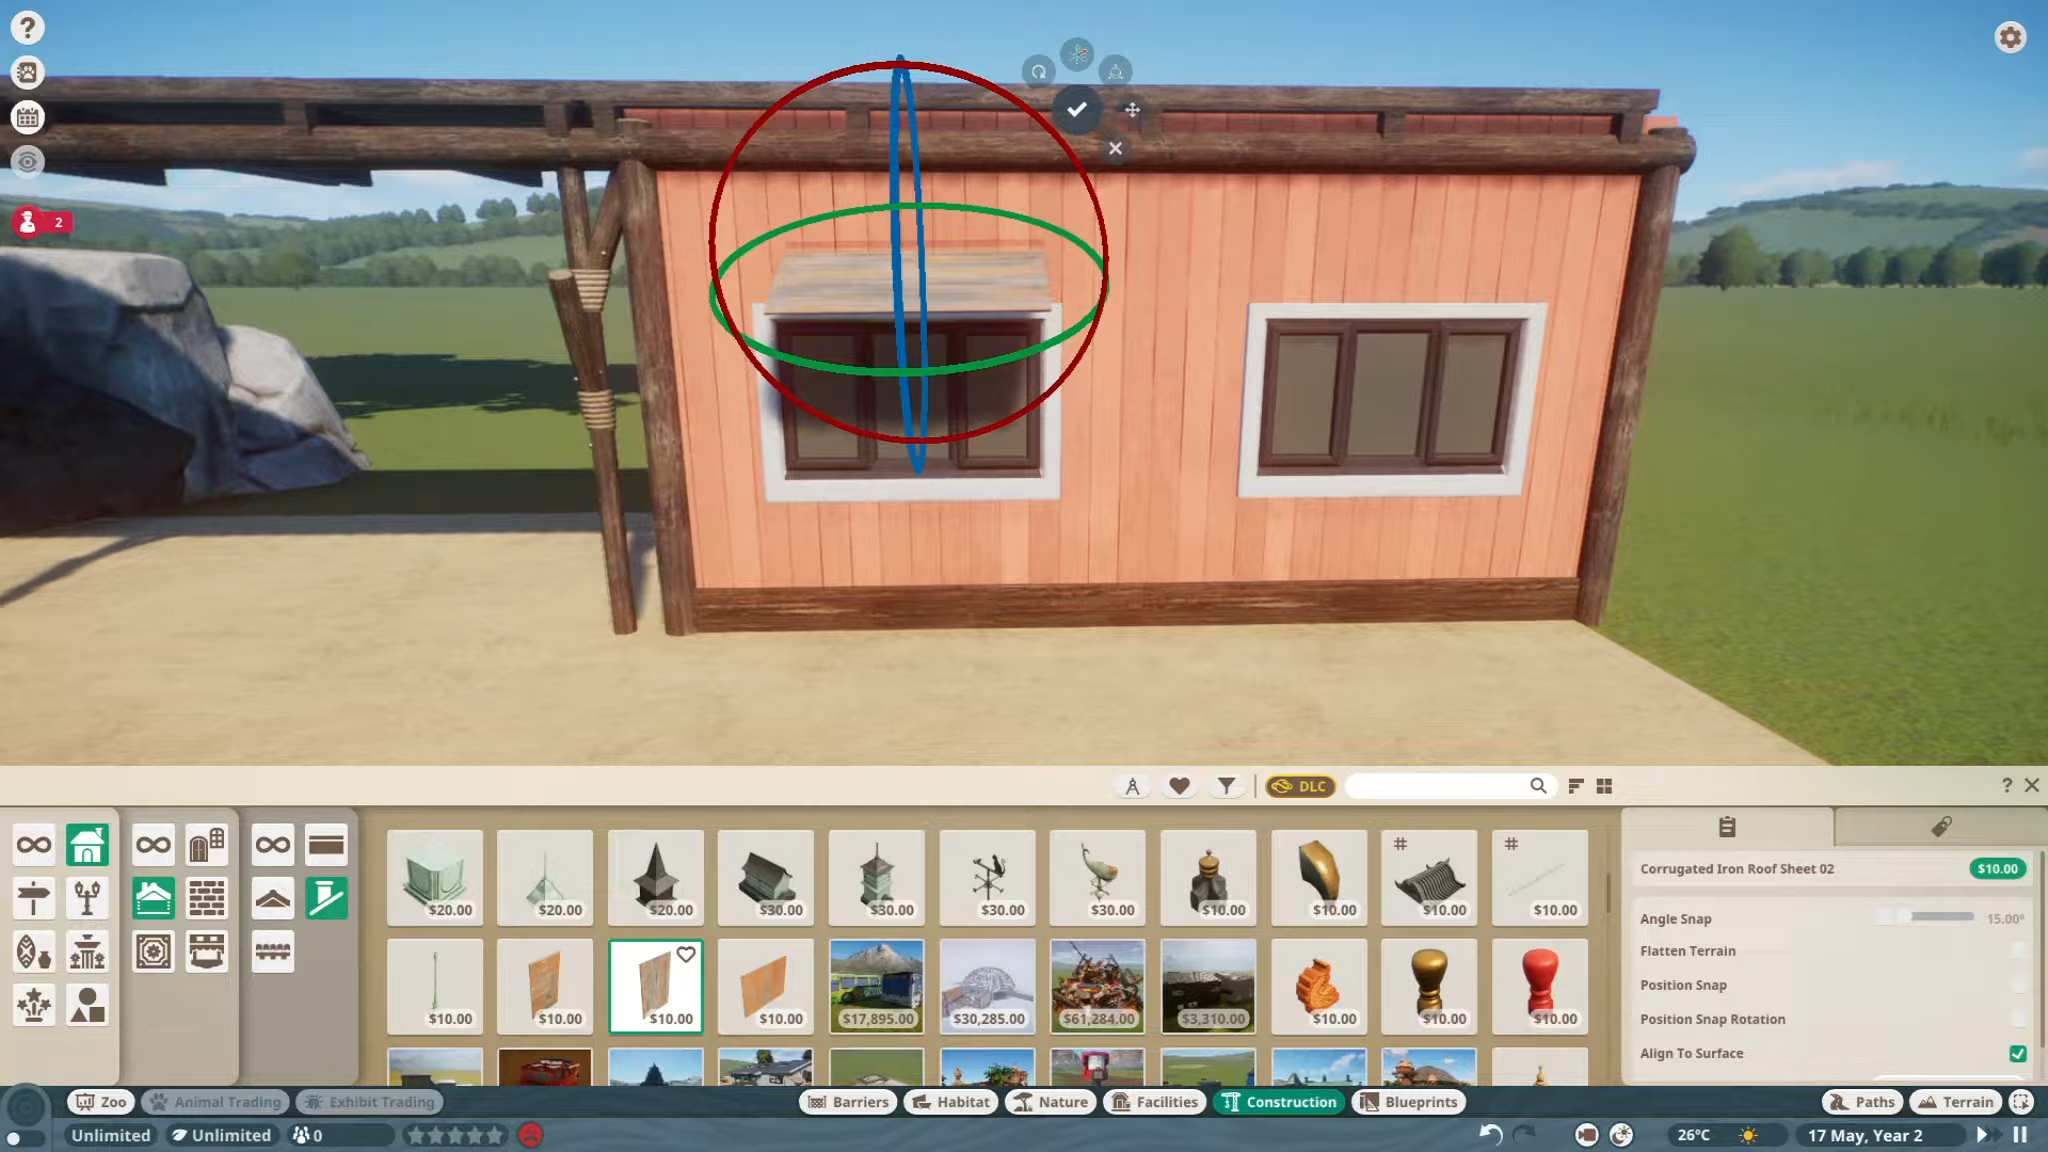 ?
2
DLC
?
$20.00
$20.00
$20.00
$30.00
$30.00
$30.00
$30.00
$10.00
$10.00
$10.00
$10.00
$10.00
$10.00
$10.00
$10.00
$17,895.00
$30,285.00
$61,284.00
$3,310.00
$10.00
$10.00
$10.00
Corrugated Iron Roof Sheet 02
$10.00
Angle Snap
15.00°
Flatten Terrain
Position Snap
Position Snap Rotation
Align To Surface
Zoo
Animal Trading
Exhibit Trading
Barriers
Habitat
Nature
Facilities
Construction
Blueprints
Paths
Terrain
Unlimited
Unlimited
0
26°C
17 May, Year 2